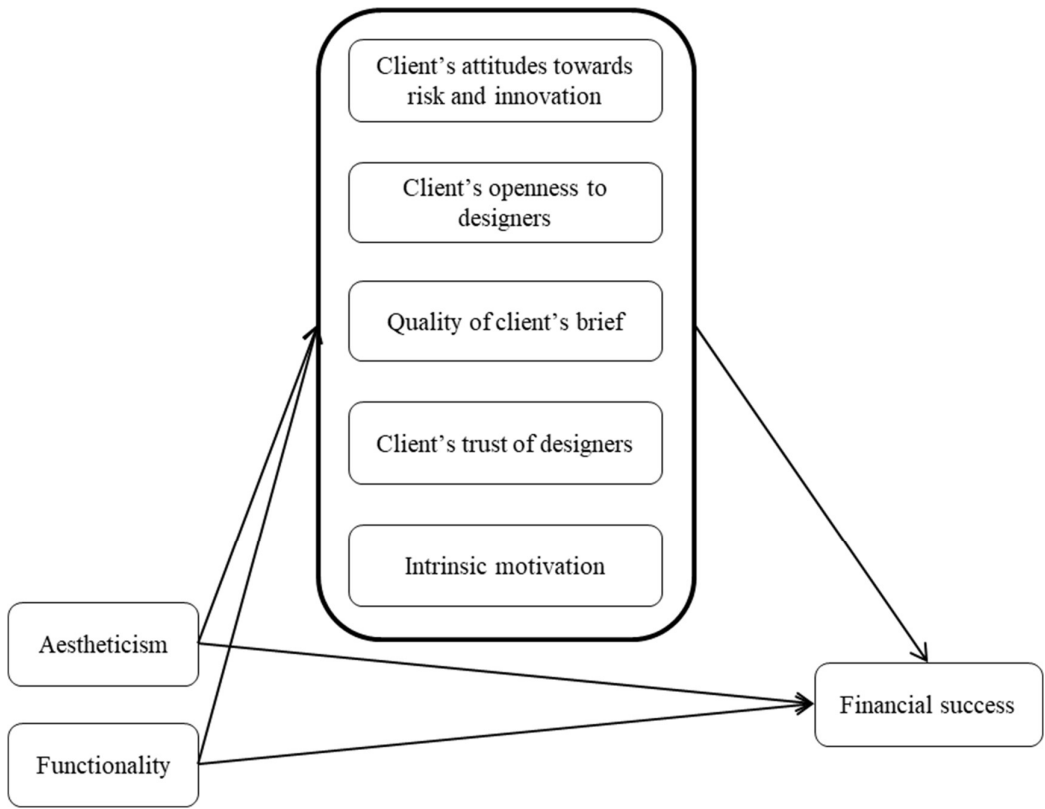 Client’s attitudes towards
risk and innovation
Client’s openness to
designers
Quality of client’s brief
Client’s trust of designers
Intrinsic motivation
Aestheticism
Financial success
Functionality